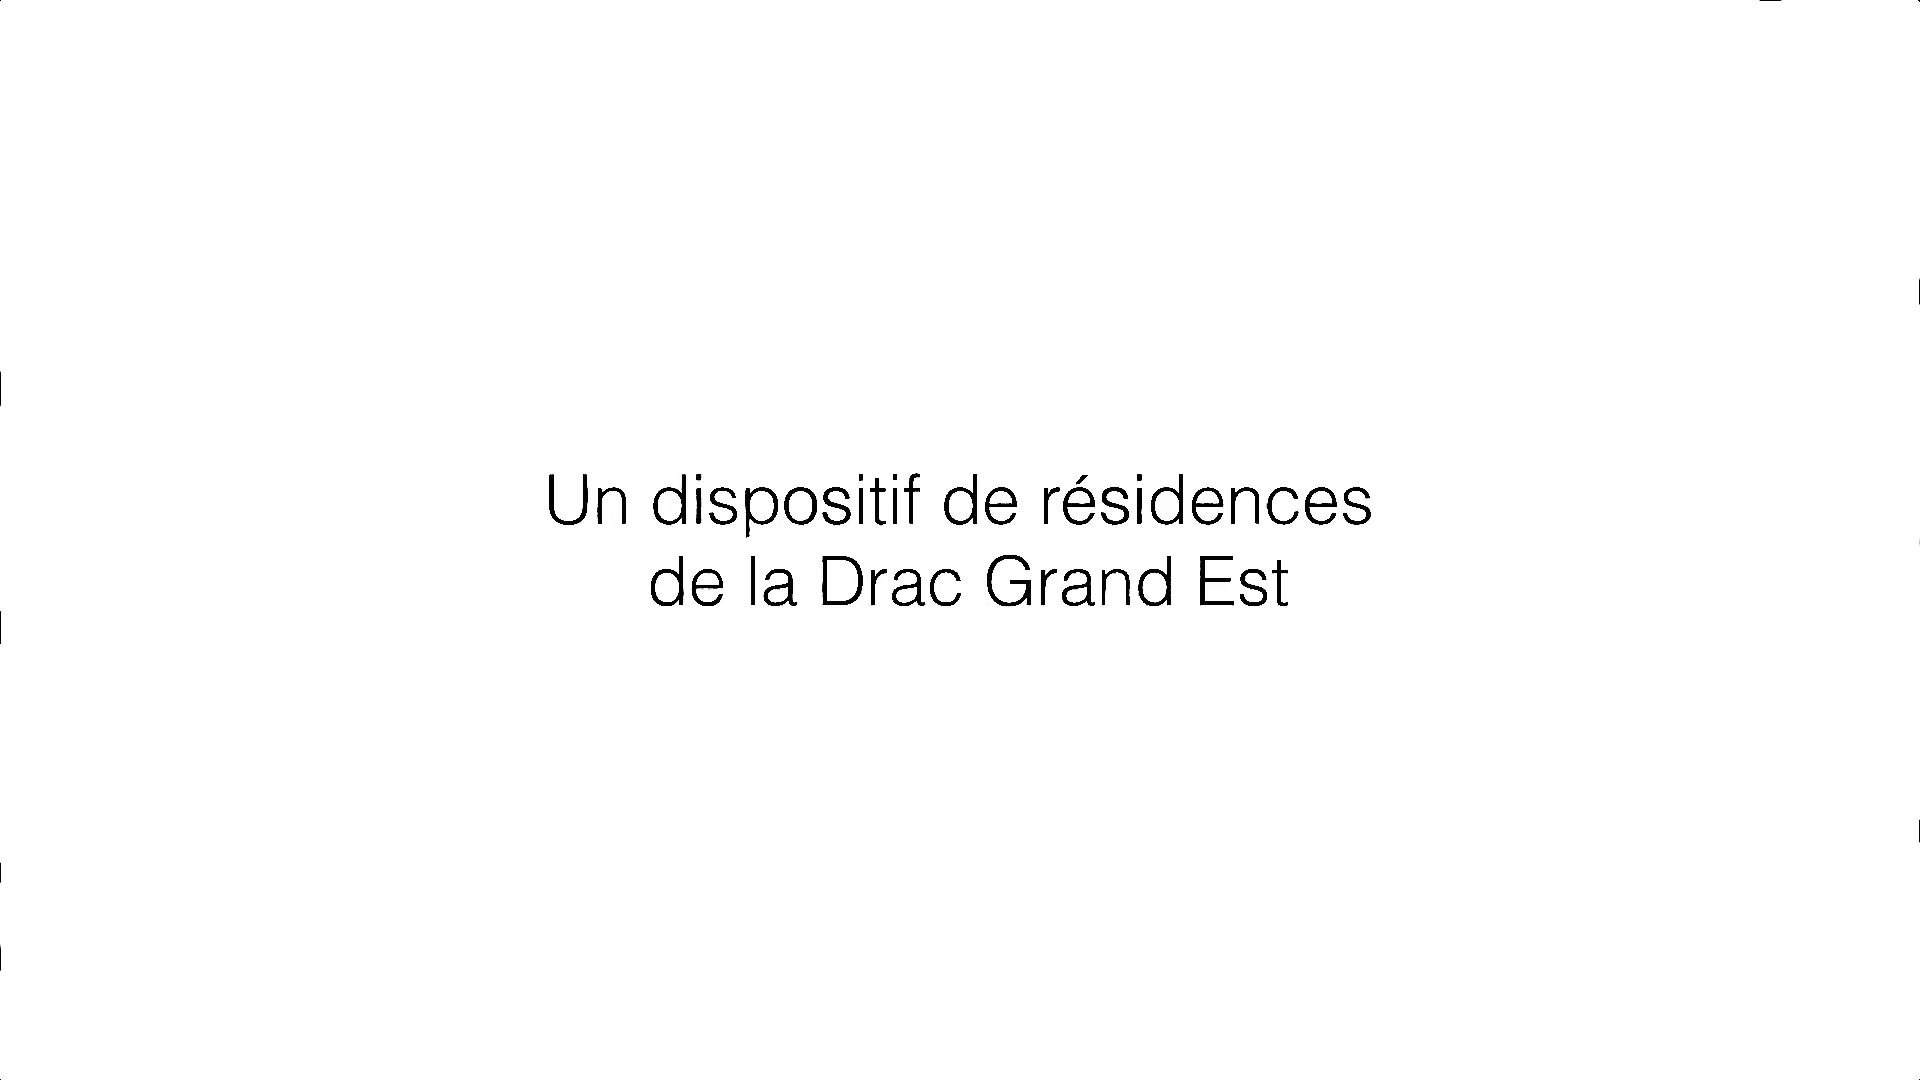 Un dispositif de résidences
de la Drac Grand Est